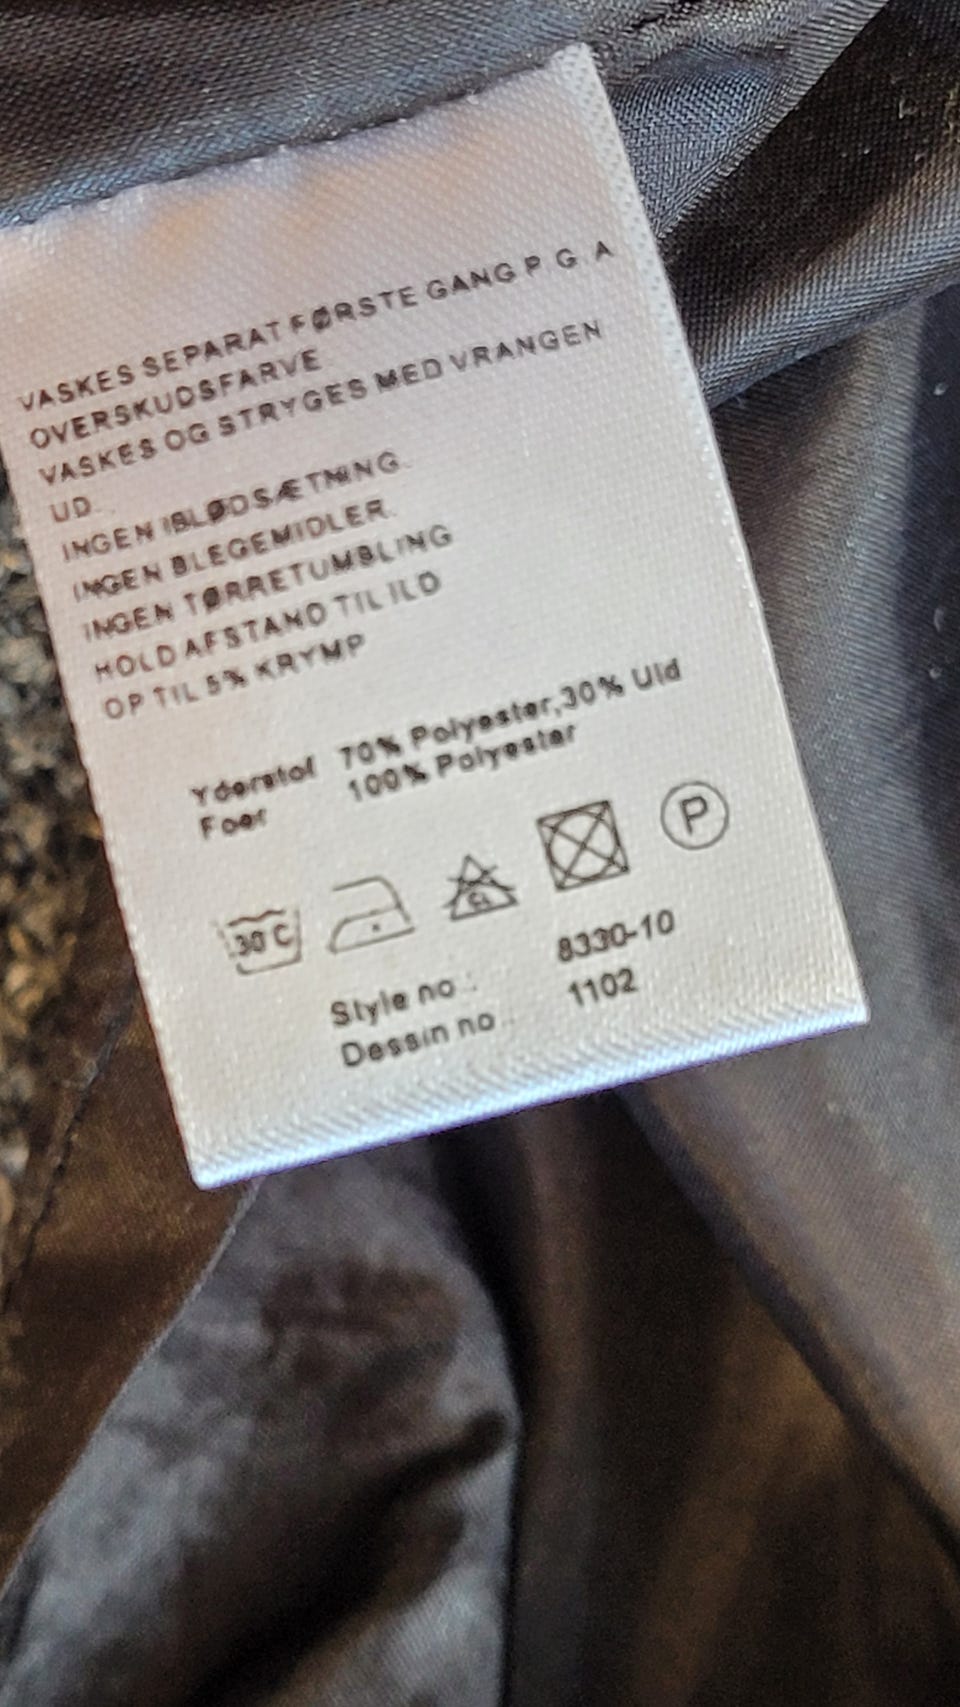 VASKES SEPARAT FØRSTE GANG P G A
OVERSKUDSFARVE
VASKES OG STRYGES MED VRANGEN
UD.
INGEN IBLØDSÆTNING.
INGEN BLEGEMIDLER.
INGEN TØRRETUMBLING
HOLD AFSTAND TIL ILD
OP TIL 5% KRYMP
Yderstof 70% Polyester,30% Uld
Foer 100% Polyester
30°C CL P
Style no.: 8330-10
Dessin no.. 1102